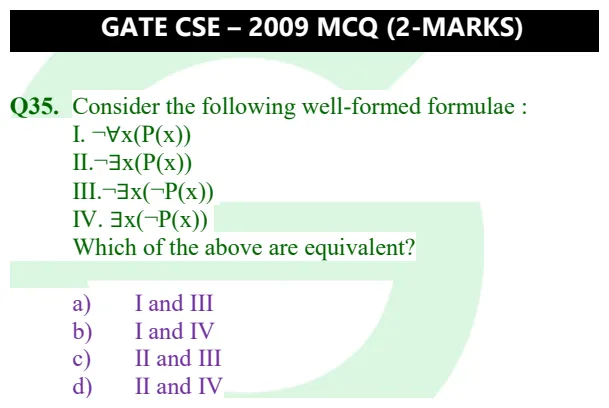 GATE CSE – 2009 MCQ (2-MARKS)
Q35. Consider the following well-formed formulae :
I. ¬∀x(P(x))
II.¬∃x(P(x))
III.¬∃x(¬P(x))
IV. ∃x(¬P(x))
Which of the above are equivalent?
a) I and III
b) I and IV
c) II and III
d) II and IV